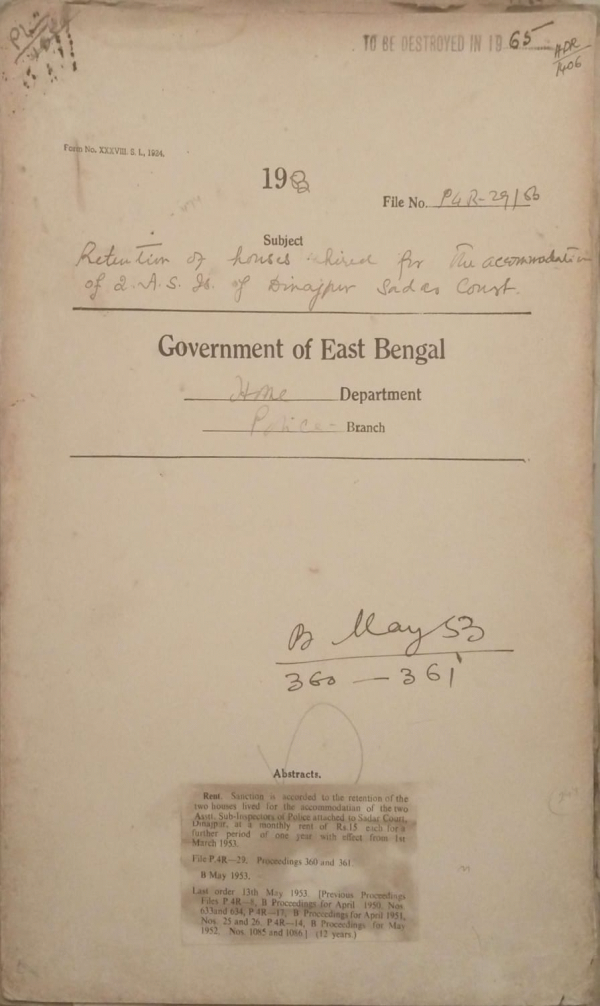 TO BE DESTROYED IN 19 65
Form No. XXXVIII. S. I., 1934.
File No. P4R-29/53
Subject
Retention of houses hired for the accommodation
of 2. A. S. Is. of Dinajpur Sadar Court.
Government of East Bengal
Home Department
Police Branch
B May 53
360 — 361
Abstracts.
Rent. Sanction is accorded to the retention of the
two houses lived for the accommodation of the two
Asstt. Sub-Inspectors of Police attached to Sadar Court,
Dinajpur, at a monthly rent of Rs.15 each for a
further period of one year with effect from 1st
March 1953.
File P.4R—29, Proceedings 360 and 361
B May 1953.
Last order 13th May 1953. [Previous Proceedings
Files P.4R—8, B Proceedings for April 1950, Nos.
633and 634, P.4R—17, B Proceedings for April 1951,
Nos. 25 and 26, P.4R—14, B Proceedings for May
1952, Nos. 1085 and 1086.] (12 years.)